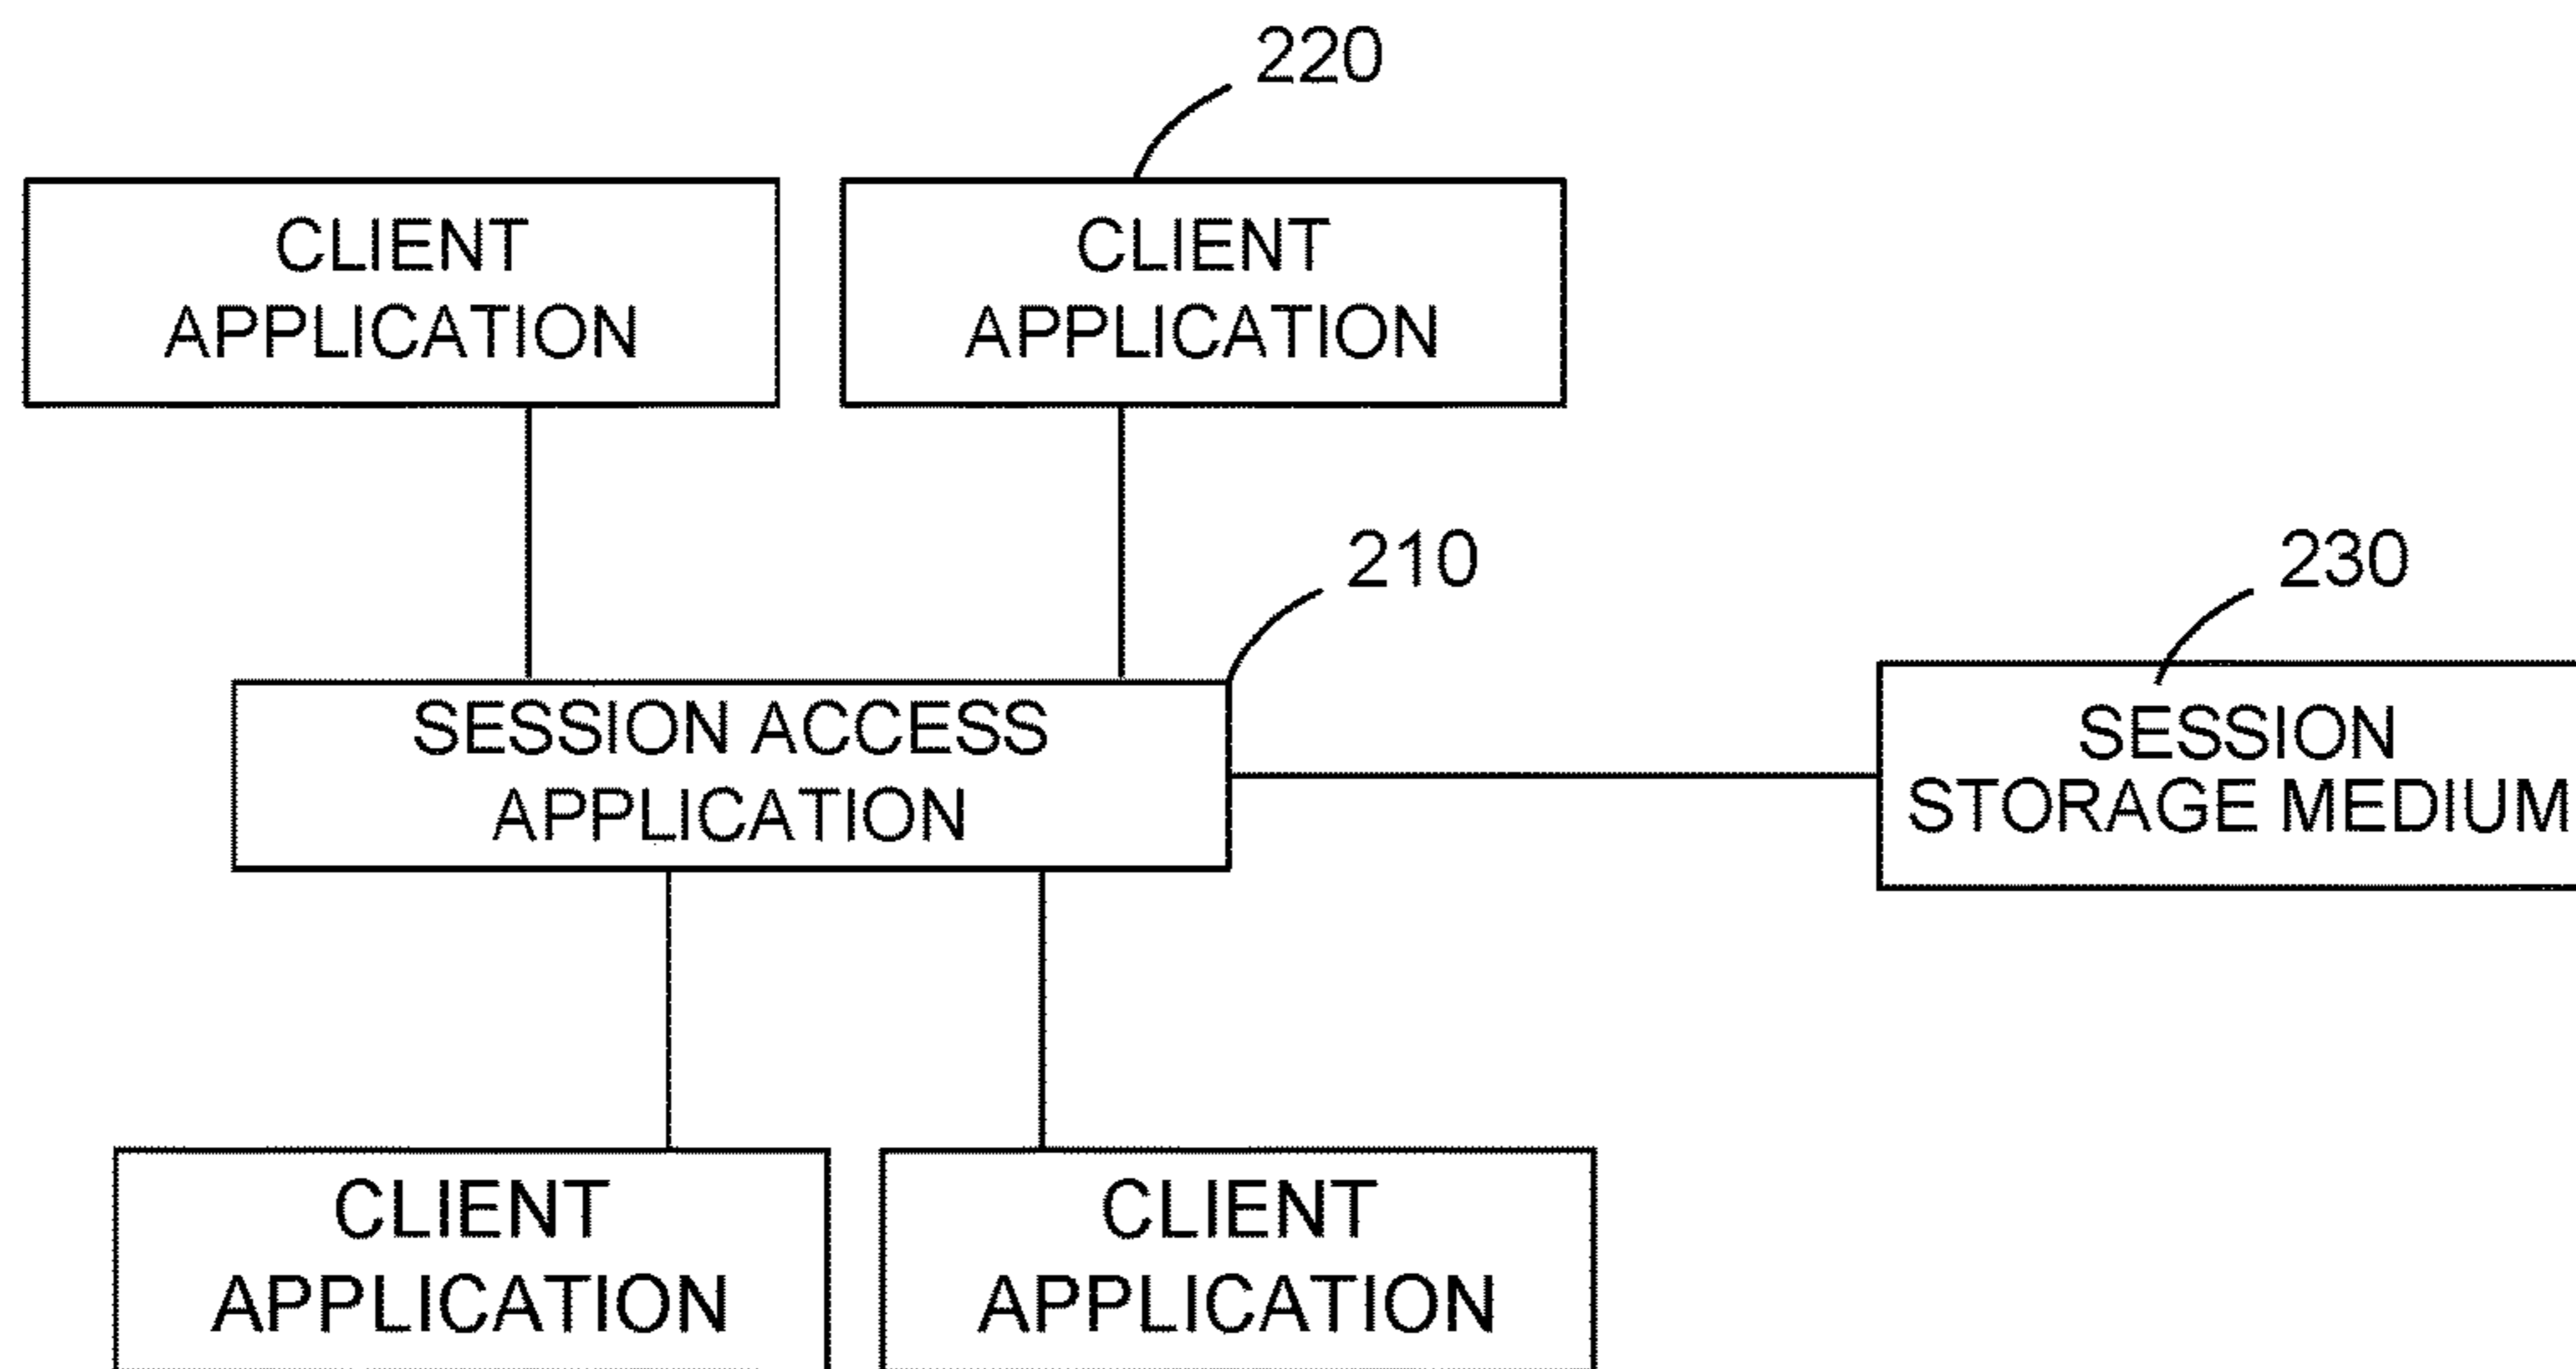 220
CLIENT
APPLICATION
CLIENT
APPLICATION
210
230
SESSION ACCESS
APPLICATION
SESSION
STORAGE MEDIUM
CLIENT
APPLICATION
CLIENT
APPLICATION